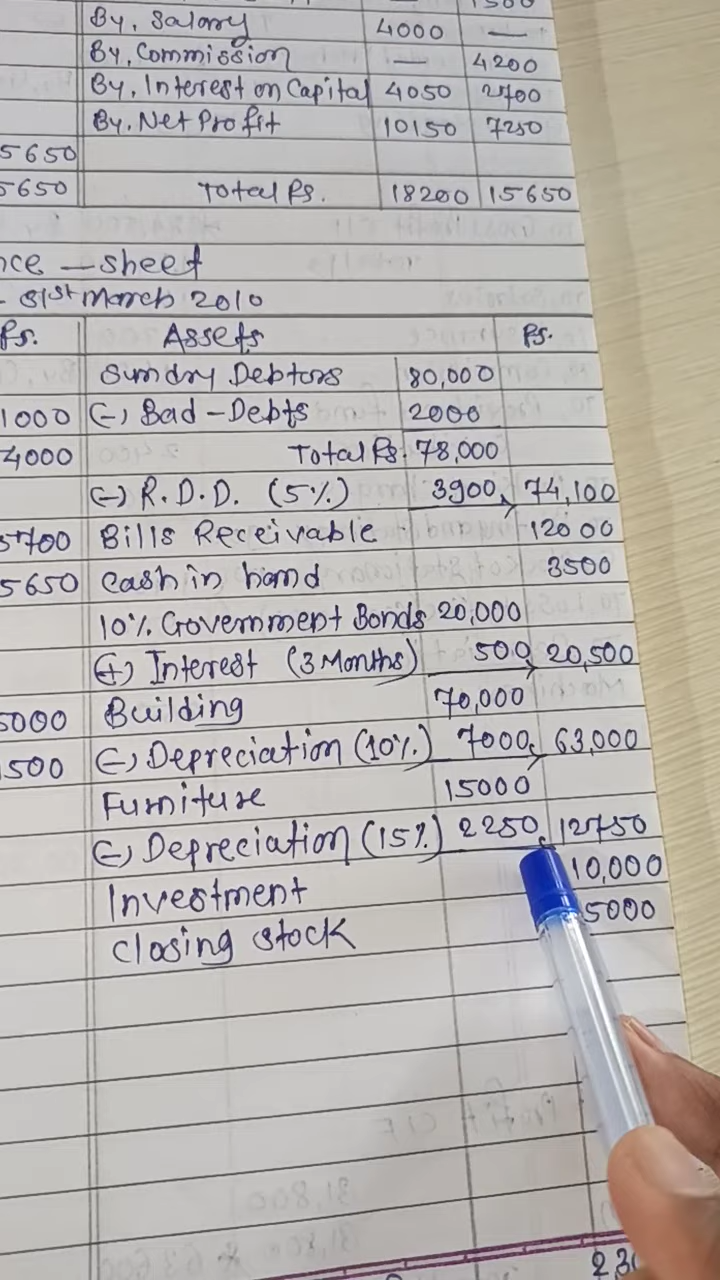 1500
By, Salary 4000 —
By, Commission — 4200
By, Interest on Capital 4050 2700
By, Net Profit 10150 7250
5650
5650 Total Rs. 18200 15650
nce - sheet
31st March 2010
Rs. Assets Rs.
Sundry Debtors 80,000
1000 (-) Bad - Debts 2000
4000 Total Rs. 78,000
(-) R.D.D. (5%) 3900 74,100
5700 Bills Receivable 12000
5650 Cash in hand 3500
10% Government Bonds 20,000
(+) Interest (3 Months) 500 20,500
5000 Building 70,000
500 (-) Depreciation (10%) 7000 63,000
Furniture 15000
(-) Depreciation (15%) 2250 12750
Investment 10,000
Closing stock 5000